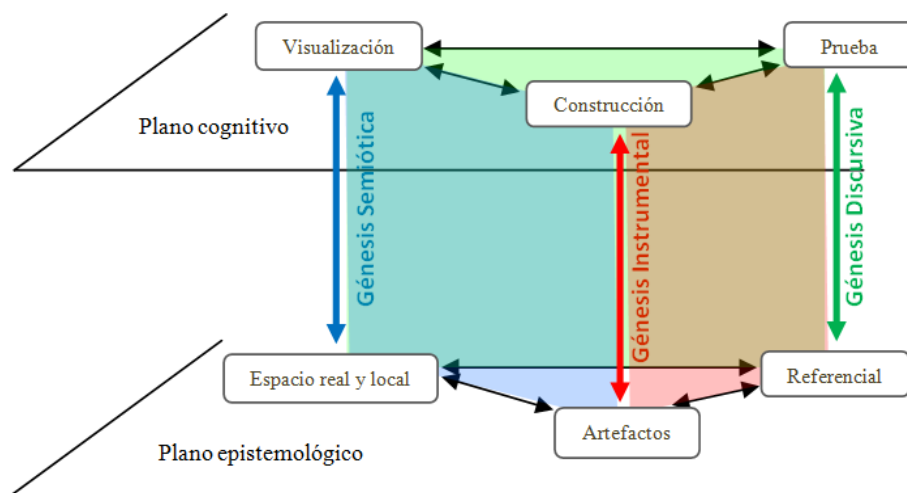 Visualización
Prueba
Construcción
Plano cognitivo
Génesis Semiótica
Génesis Instrumental
Génesis Discursiva
Espacio real y local
Referencial
Artefactos
Plano epistemológico